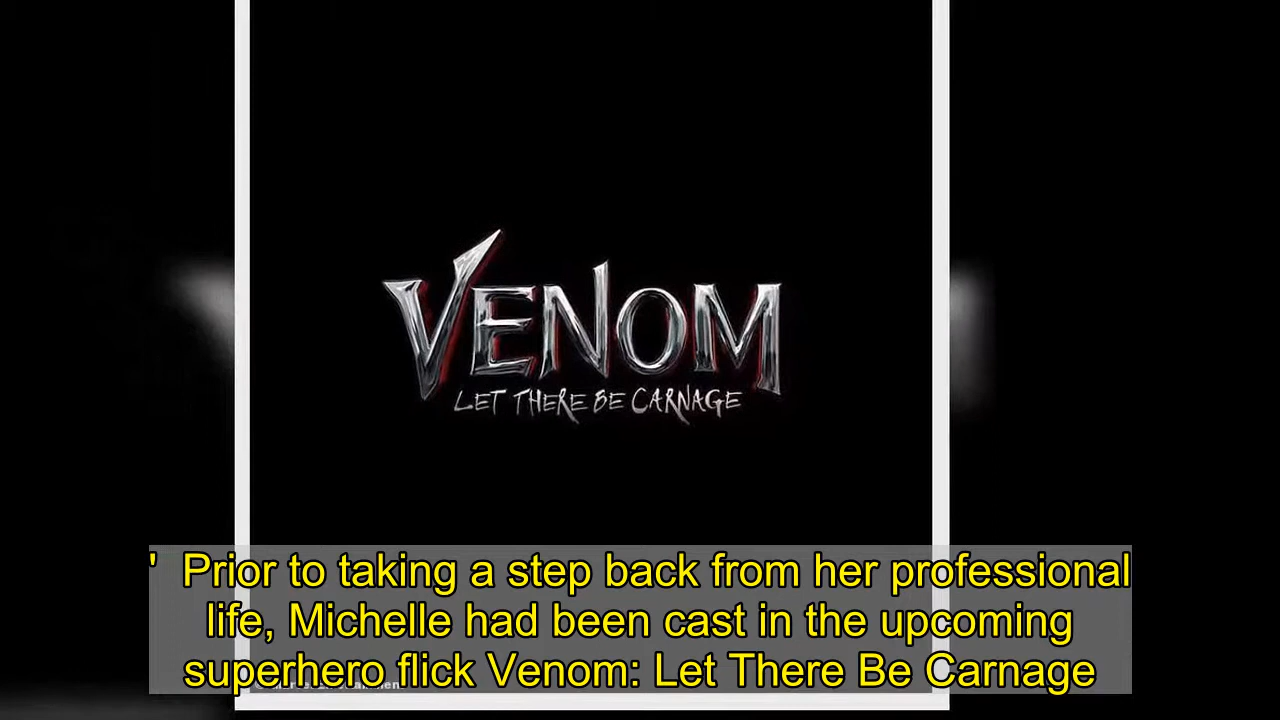 VENOM
LET THERE BE CARNAGE
' Prior to taking a step back from her professional
life, Michelle had been cast in the upcoming
superhero flick Venom: Let There Be Carnage